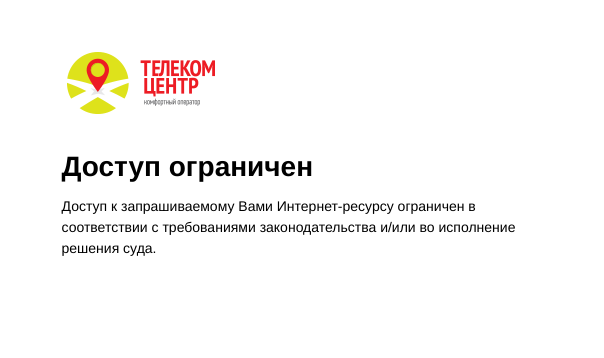 ТЕЛЕКОМ
ЦЕНТР
комфортный оператор
Доступ ограничен
Доступ к запрашиваемому Вами Интернет-ресурсу ограничен в
соответствии с требованиями законодательства и/или во исполнение
решения суда.